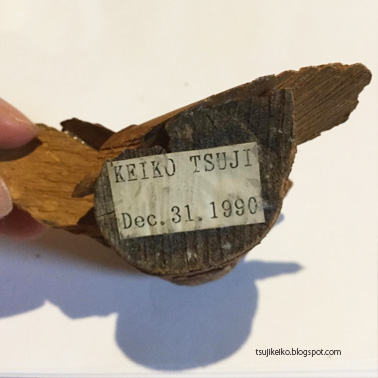 KEIKO TSUJI
Dec.31.1990
tsujikeiko.blogspot.com